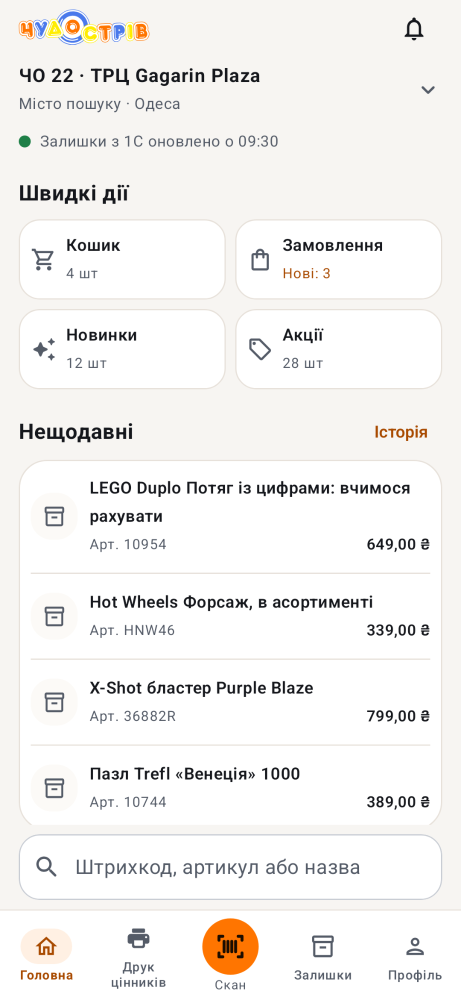 ЧУДООСТРІВ
ЧО 22 · ТРЦ Gagarin Plaza
Місто пошуку · Одеса
Залишки з 1С оновлено о 09:30
Швидкі дії
Кошик
4 шт
Замовлення
Нові: 3
Новинки
12 шт
Акції
28 шт
Нещодавні
Історія
LEGO Duplo Потяг із цифрами: вчимося
рахувати
Арт. 10954
649,00 ₴
Hot Wheels Форсаж, в асортименті
Арт. HNW46
339,00 ₴
X-Shot бластер Purple Blaze
Арт. 36882R
799,00 ₴
Пазл Trefl «Венеція» 1000
Арт. 10744
389,00 ₴
Штрихкод, артикул або назва
Головна
Друк
цінників
Скан
Залишки
Профіль